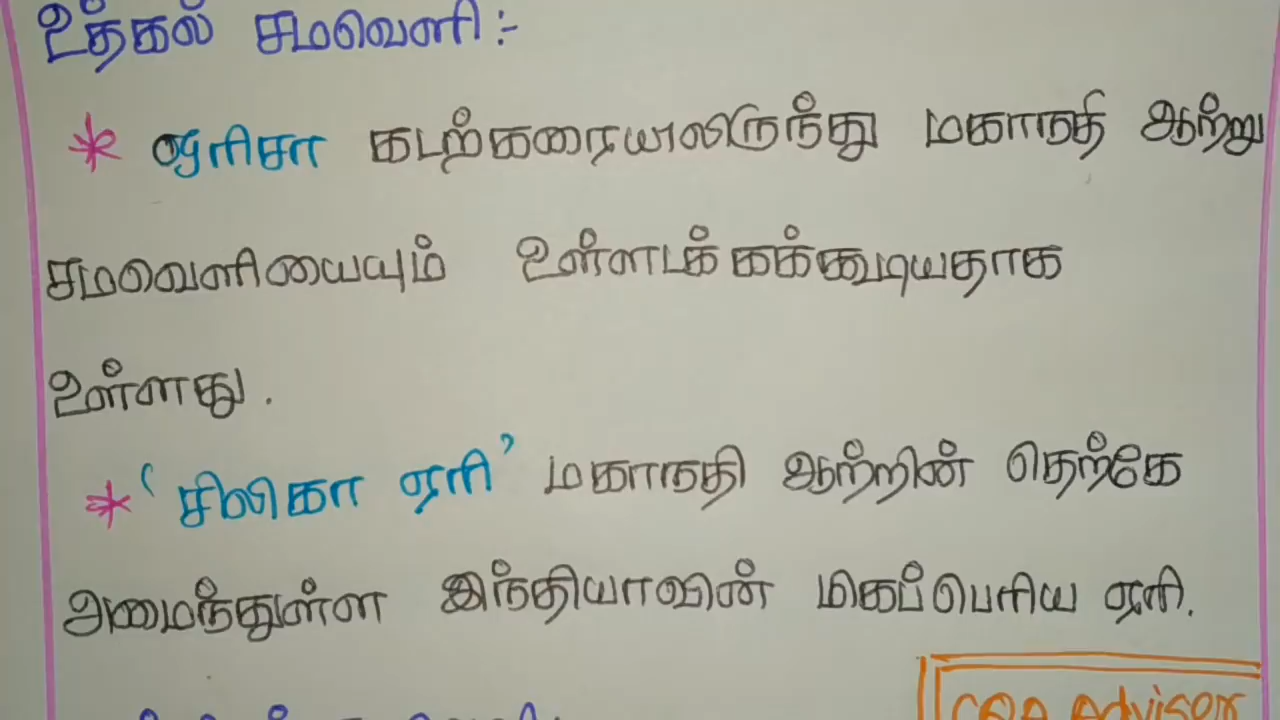 உத்கல் சமவெளி :-
* ஒரிசா கடற்கரையிலிருந்து மகாநதி ஆற்று
சமவெளியையும் உள்ளடக்கக்கூடியதாக
உள்ளது .
* ‘ சிலிகா ஏரி ’ மகாநதி ஆற்றின் தெற்கே
அமைந்துள்ள இந்தியாவின் மிகப்பெரிய ஏரி.
Advisor